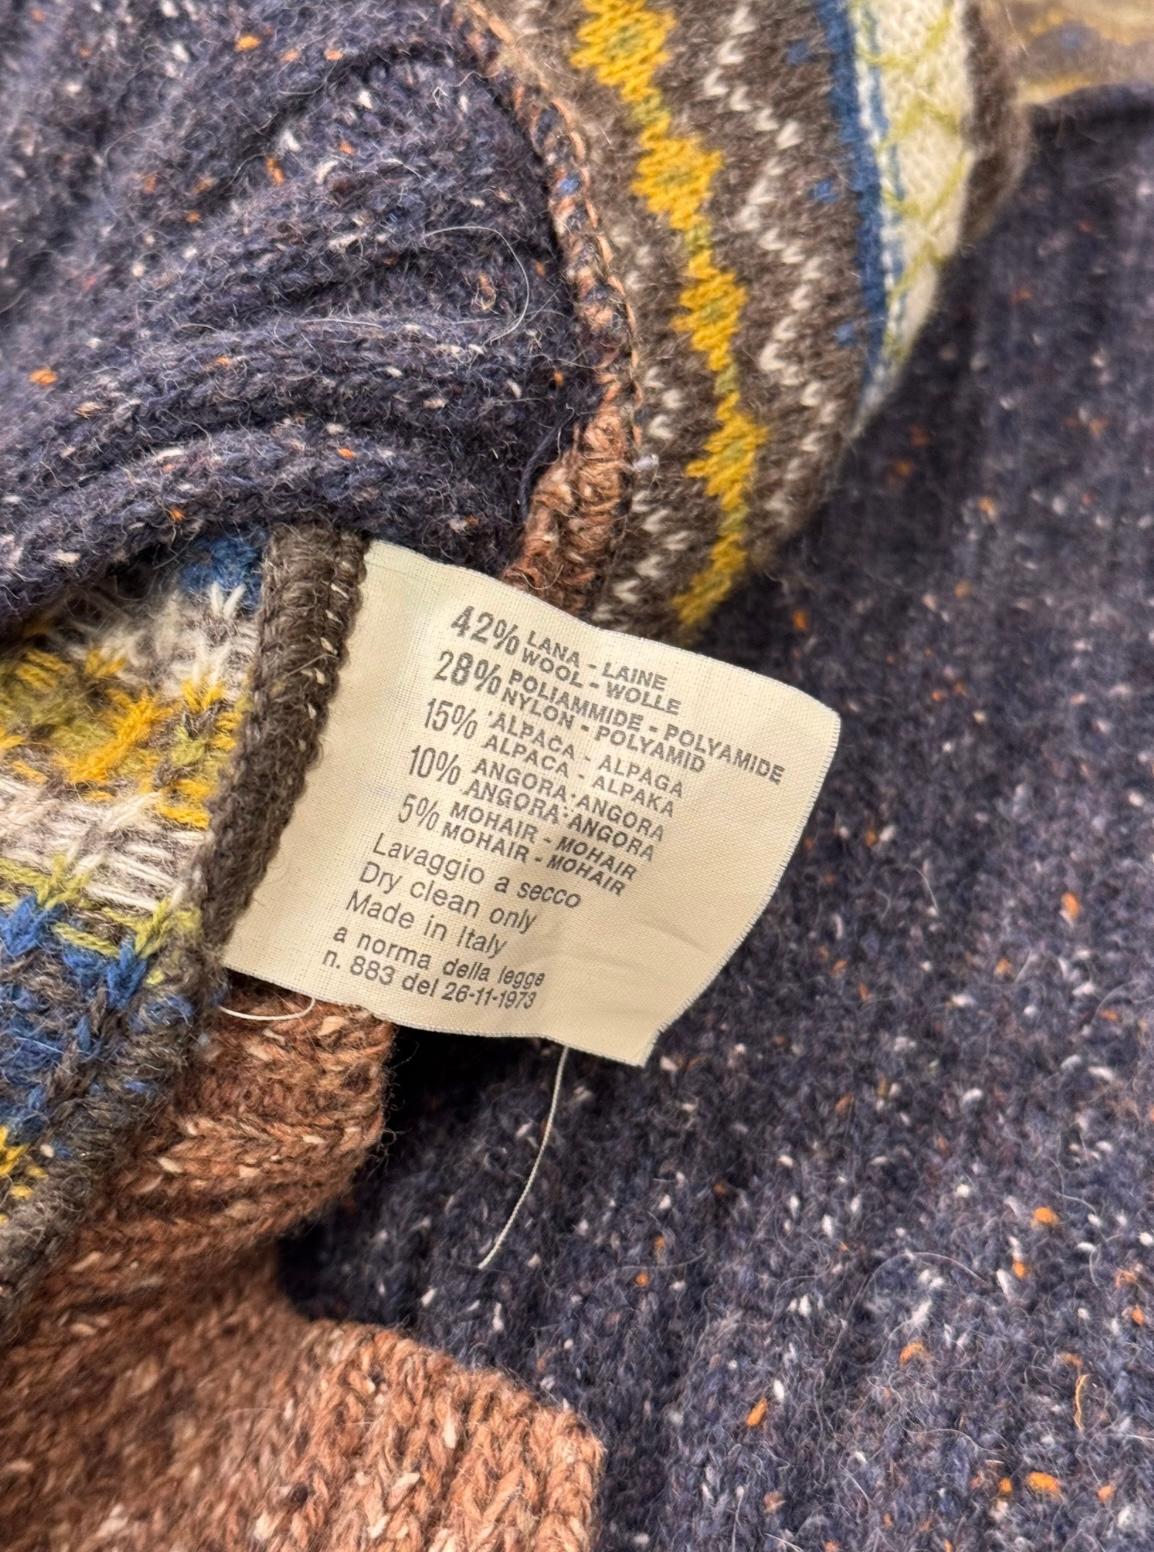 42% LANA - LAINE
WOOL - WOLLE
28% POLIAMMIDE - POLYAMIDE
NYLON - POLYAMID
15% ALPACA - ALPAGA
ALPACA - ALPAKA
10% ANGORA·ANGORA
ANGORA·ANGORA
5% MOHAIR - MOHAIR
MOHAIR - MOHAIR
Lavaggio a secco
Dry clean only
Made in Italy
a norma della legge
n. 883 del 26-11-1973